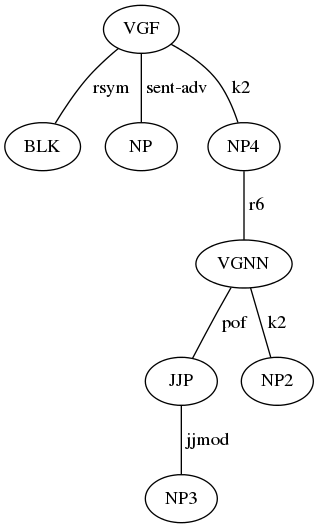 VGF
rsym sent-adv k2
BLK NP NP4
r6
VGNN
pof k2
JJP NP2
jjmod
NP3